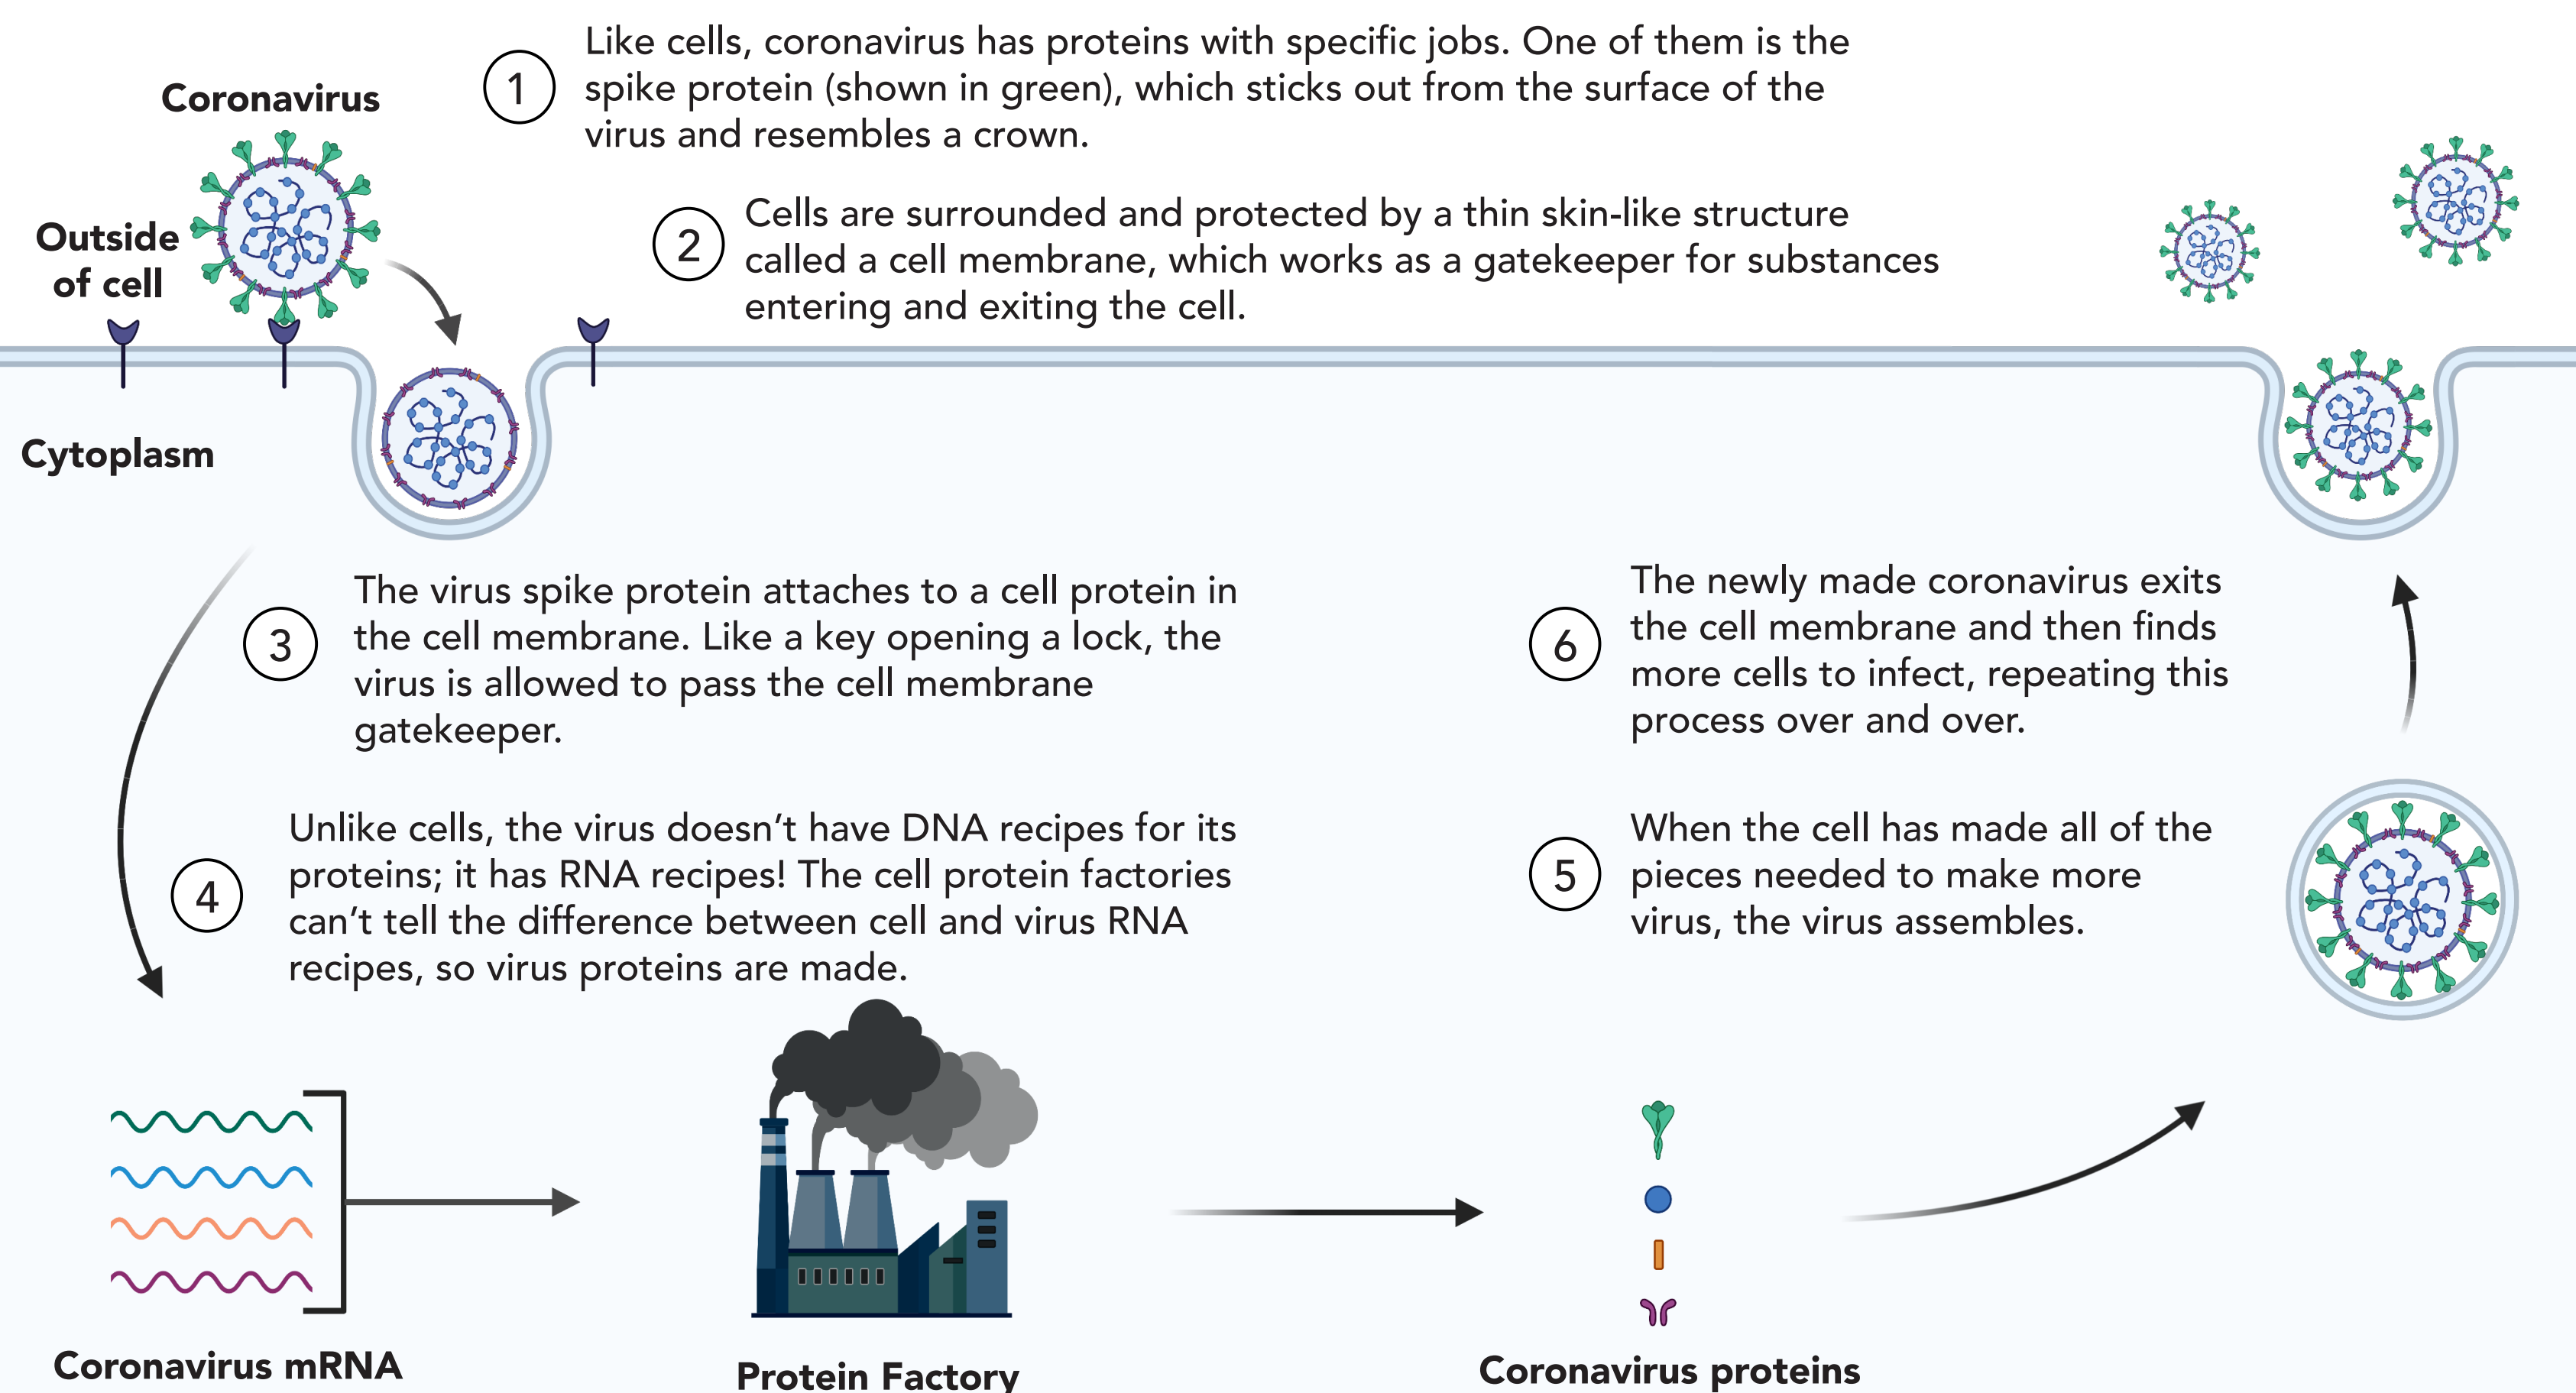 Coronavirus
1
Like cells, coronavirus has proteins with specific jobs. One of them is the
spike protein (shown in green), which sticks out from the surface of the
virus and resembles a crown.
Outside
of cell
2
Cells are surrounded and protected by a thin skin-like structure
called a cell membrane, which works as a gatekeeper for substances
entering and exiting the cell.
Cytoplasm
3
The virus spike protein attaches to a cell protein in
the cell membrane. Like a key opening a lock, the
virus is allowed to pass the cell membrane
gatekeeper.
4
Unlike cells, the virus doesn’t have DNA recipes for its
proteins; it has RNA recipes! The cell protein factories
can’t tell the difference between cell and virus RNA
recipes, so virus proteins are made.
6
The newly made coronavirus exits
the cell membrane and then finds
more cells to infect, repeating this
process over and over.
5
When the cell has made all of the
pieces needed to make more
virus, the virus assembles.
Coronavirus mRNA
Protein Factory
Coronavirus proteins